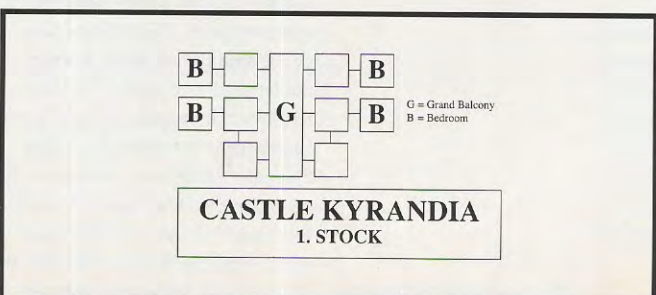 B B
B G B
G = Grand Balcony
B = Bedroom
CASTLE KYRANDIA
1. STOCK